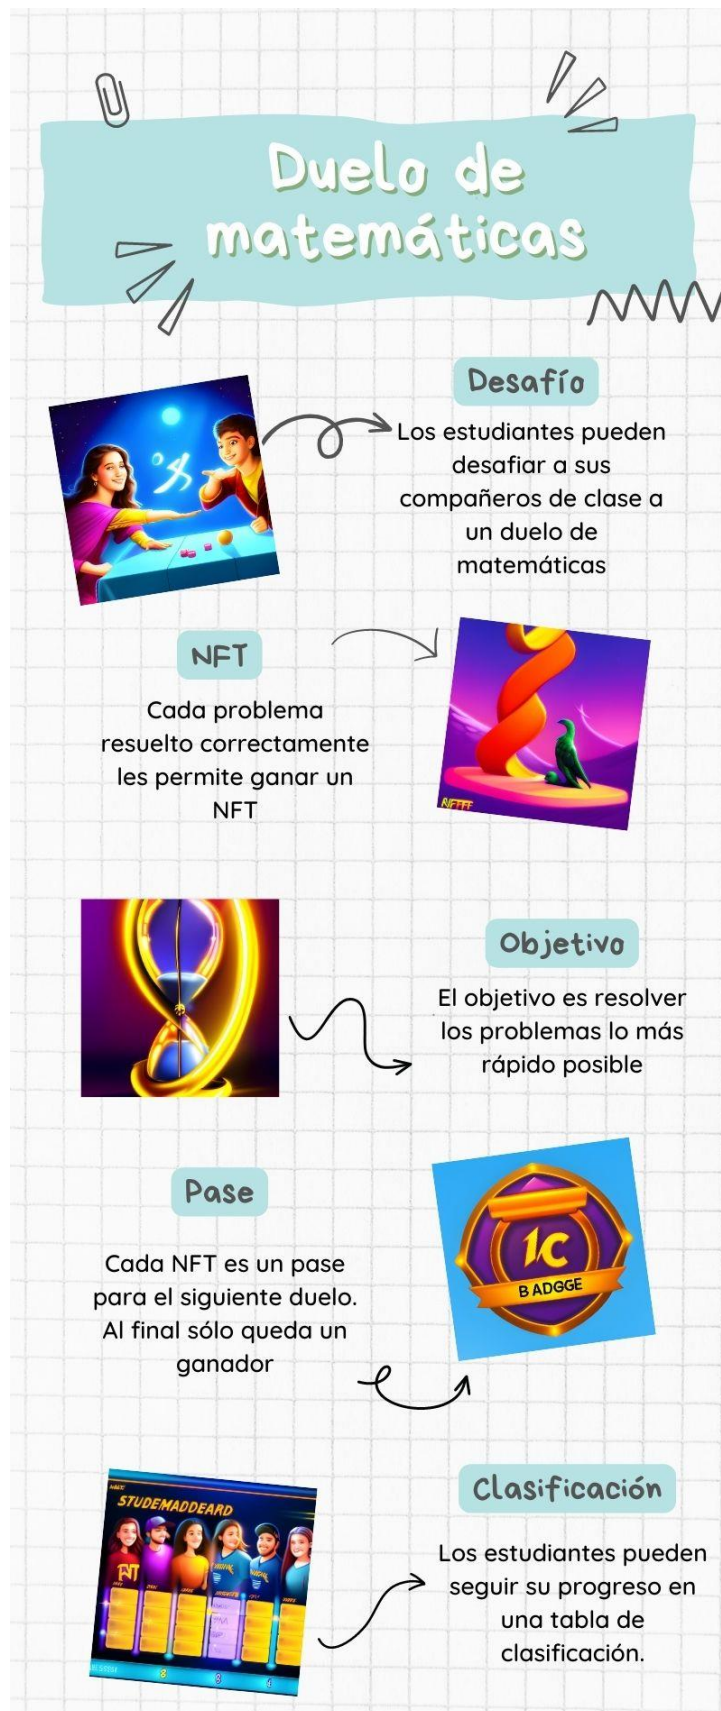 Duelo de
matemáticas
Desafío
Los estudiantes pueden
desafiar a sus
compañeros de clase a
un duelo de
matemáticas
NFT
Cada problema
resuelto correctamente
les permite ganar un
NFT
Objetivo
El objetivo es resolver
los problemas lo más
rápido posible
Pase
Cada NFT es un pase
para el siguiente duelo.
Al final sólo queda un
ganador
1C
B ADGGE
Clasificación
STUDEMADDEARD
Los estudiantes pueden
seguir su progreso en
una tabla de
clasificación.